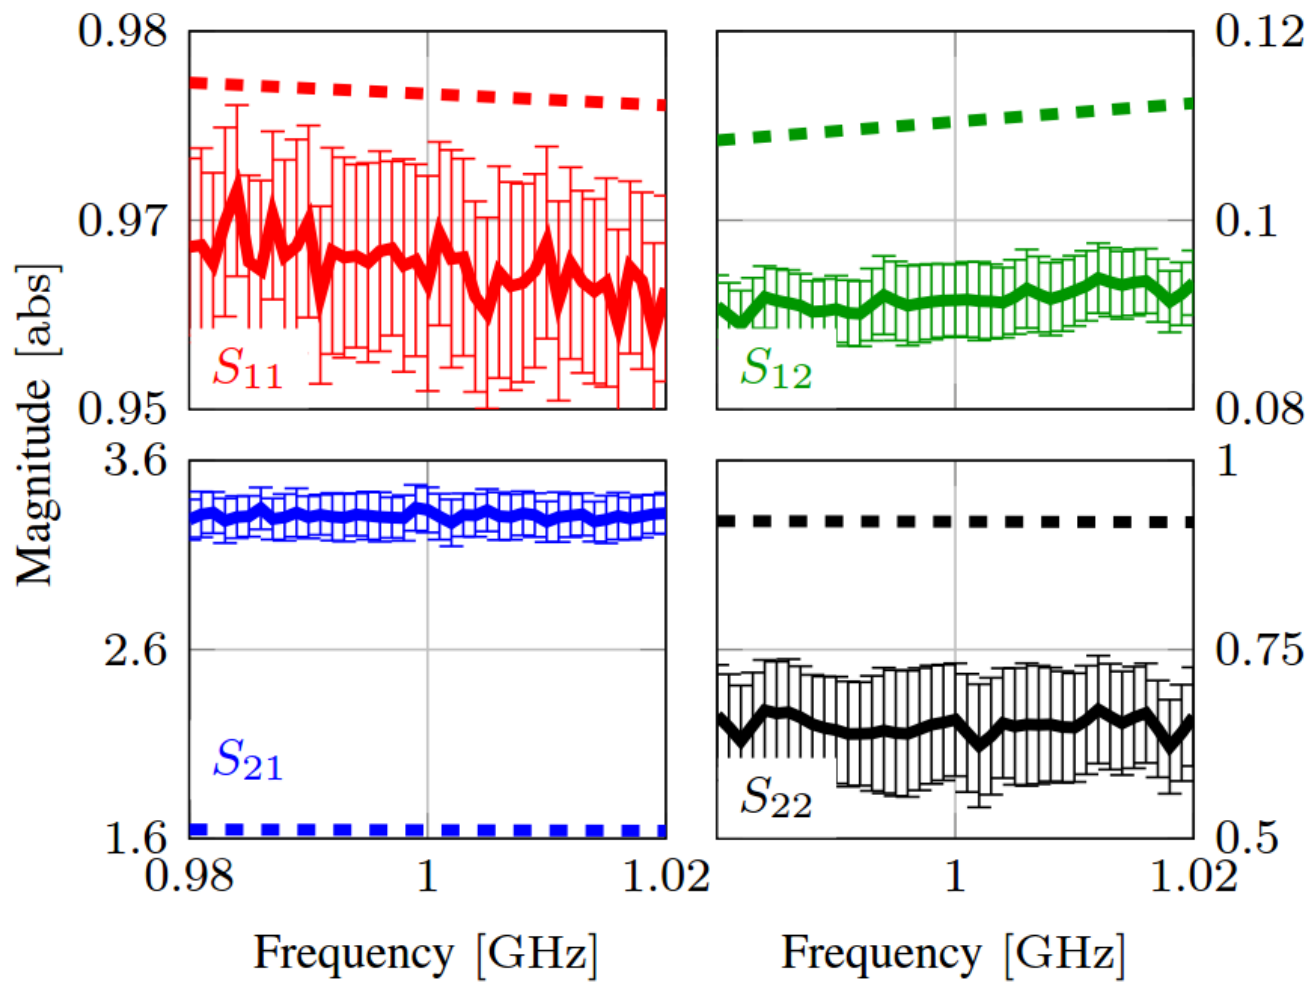 0.98
0.12
0.97
0.1
S11
S12
0.95
0.08
Magnitude [abs]
3.6
1
2.6
0.75
S21
S22
1.6
0.5
0.98 1 1.02
1 1.02
Frequency [GHz]
Frequency [GHz]